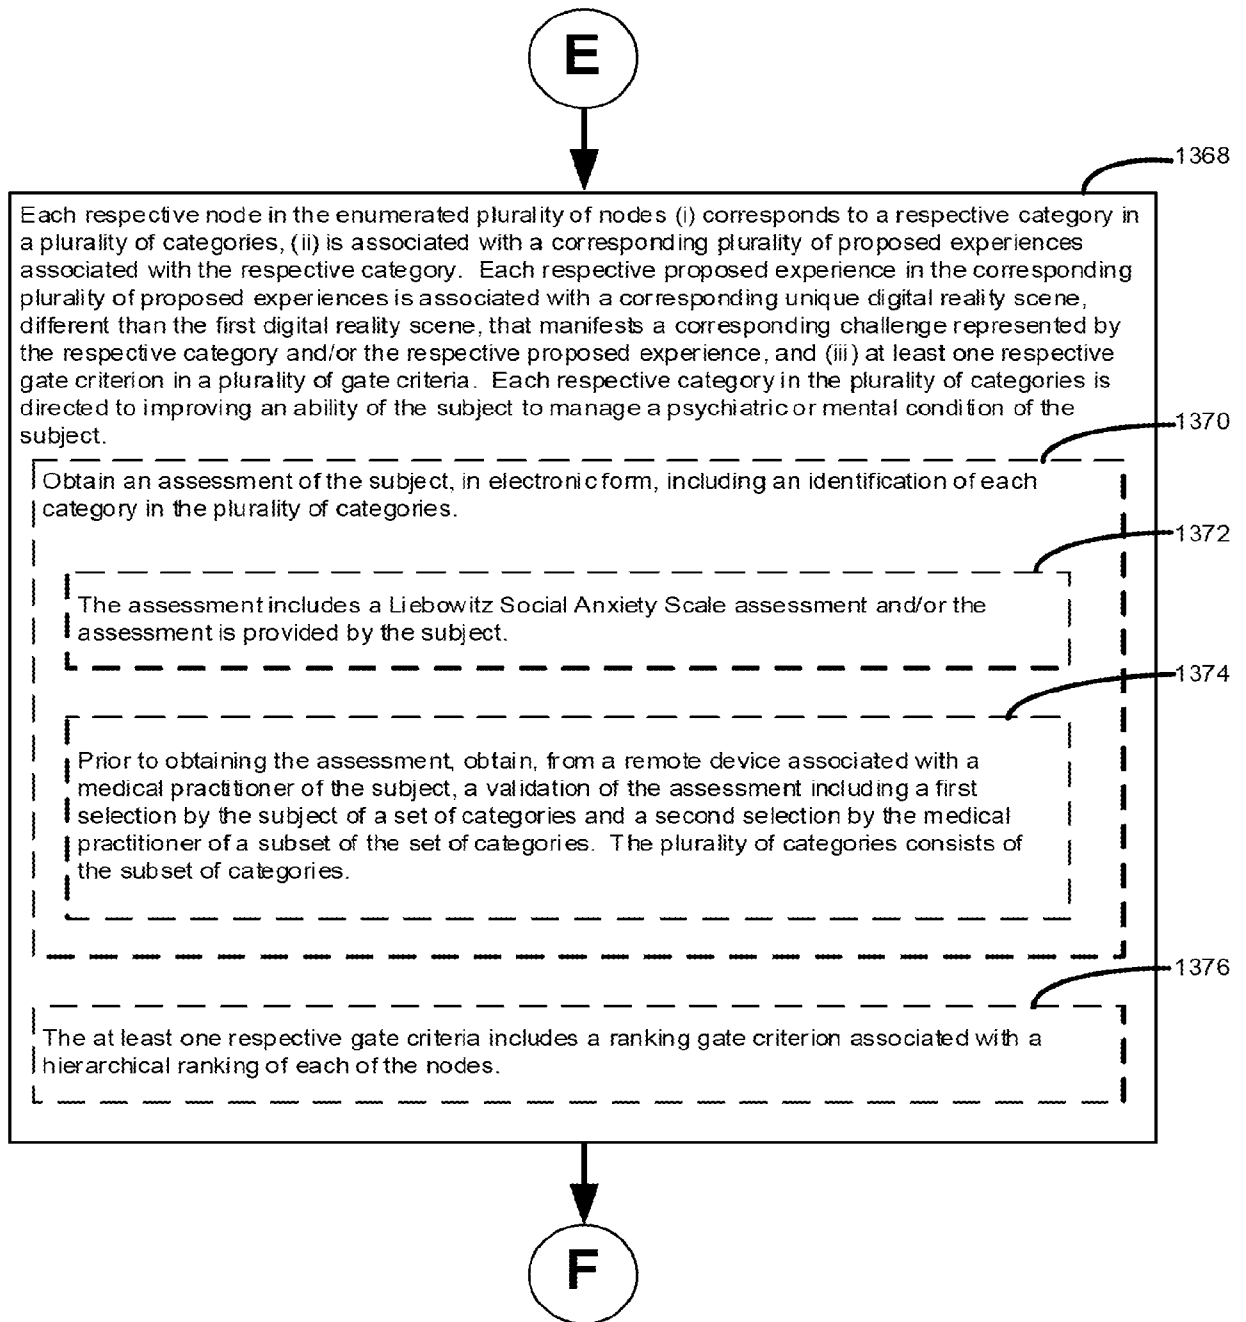 E
1368
Each respective node in the enumerated plurality of nodes (i) corresponds to a respective category in
a plurality of categories, (ii) is associated with a corresponding plurality of proposed experiences
associated with the respective category.  Each respective proposed experience in the corresponding
plurality of proposed experiences is associated with a corresponding unique digital reality scene,
different than the first digital reality scene, that manifests a corresponding challenge represented by
the respective category and/or the respective proposed experience, and (iii) at least one respective
gate criterion in a plurality of gate criteria.  Each respective category in the plurality of categories is
directed to improving an ability of the subject to manage a psychiatric or mental condition of the
subject.
1370
Obtain an assessment of the subject, in electronic form, including an identification of each
category in the plurality of categories.
1372
The assessment includes a Liebowitz Social Anxiety Scale assessment and/or the
assessment is provided by the subject.
1374
Prior to obtaining the assessment, obtain, from a remote device associated with a
medical practitioner of the subject, a validation of the assessment including a first
selection by the subject of a set of categories and a second selection by the medical
practitioner of a subset of the set of categories.  The plurality of categories consists of
the subset of categories.
1376
The at least one respective gate criteria includes a ranking gate criterion associated with a
hierarchical ranking of each of the nodes.
F